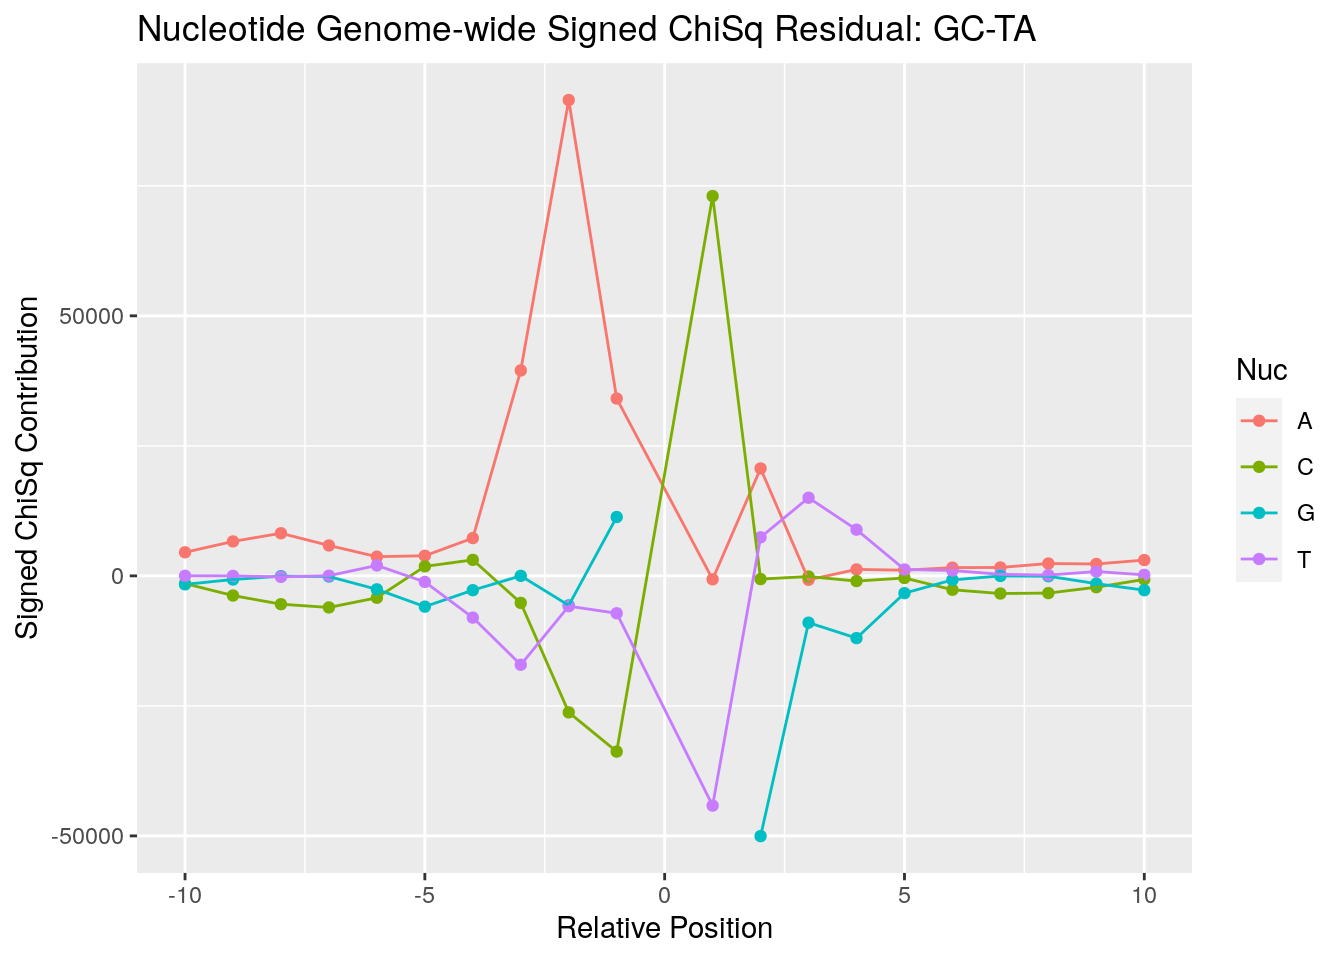 Nucleotide Genome-wide Signed ChiSq Residual: GC-TA
Signed ChiSq Contribution
50000
0
-50000
-10
-5
0
5
10
Relative Position
Nuc
A
C
G
T